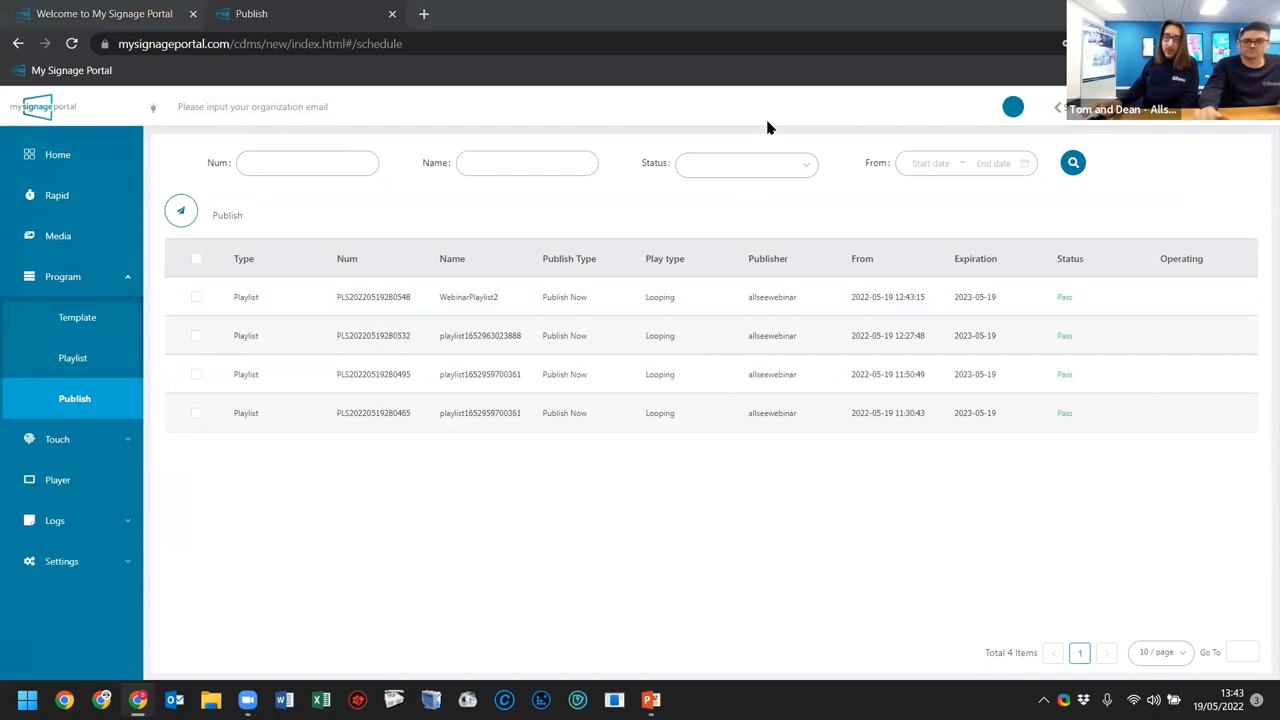 Welcome to My Signage Portal
Publish
mysignageportal.com/cdms/new/index.html#/schedule
My Signage Portal
Tom and Dean - Alls...
my signage portal
Please input your organization email
Home
Rapid
Media
Program
Template
Playlist
Publish
Touch
Player
Logs
Settings
Num :
Name :
Status :
From :
Start date ~ End date
Publish
Type Num Name Publish Type Play type Publisher From Expiration Status Operating
Playlist PLS20220519280548 WebinarPlaylist2 Publish Now Looping allseewebinar 2022-05-19 12:43:15 2023-05-19 Pass
Playlist PLS20220519280532 playlist1652963023888 Publish Now Looping allseewebinar 2022-05-19 12:27:48 2023-05-19 Pass
Playlist PLS20220519280495 playlist1652959700361 Publish Now Looping allseewebinar 2022-05-19 11:50:49 2023-05-19 Pass
Playlist PLS20220519280465 playlist1652959700361 Publish Now Looping allseewebinar 2022-05-19 11:30:43 2023-05-19 Pass
Total 4 Items < 1 > 10 / page Go To
13:43
19/05/2022
3